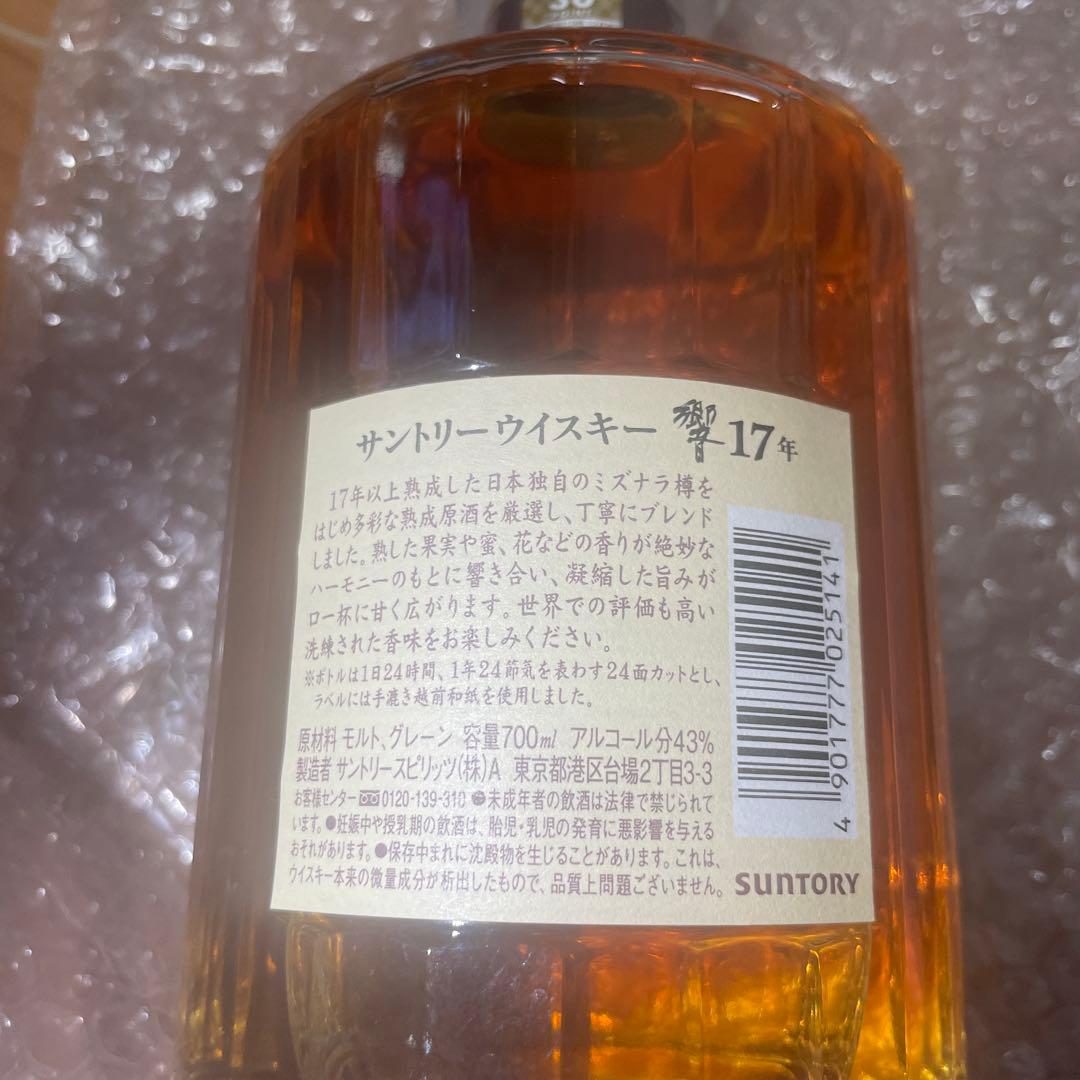 30
サントリーウイスキー 響 17年
17年以上熟成した日本独自のミズナラ樽を
はじめ多彩な熟成原酒を厳選し、丁寧にブレンド
しました。熟した果実や蜜、花などの香りが絶妙な
ハーモニーのもとに響き合い、凝縮した旨みが
口一杯に甘く広がります。世界での評価も高い
洗練された香味をお楽しみください。
※ボトルは1日24時間、1年24節気を表わす24面カットとし、
ラベルには手漉き越前和紙を使用しました。
原材料 モルト、グレーン 容量700ml アルコール分43%
製造者 サントリースピリッツ(株)A 東京都港区台場2丁目3-3
お客様センター 0120-139-310 ●未成年者の飲酒は法律で禁じられて
います。●妊娠中や授乳期の飲酒は、胎児・乳児の発育に悪影響を与える
おそれがあります。●保存中まれに沈殿物を生じることがあります。これは、
ウイスキー本来の微量成分が析出したもので、品質上問題ございません。
SUNTORY
4 901777 025141